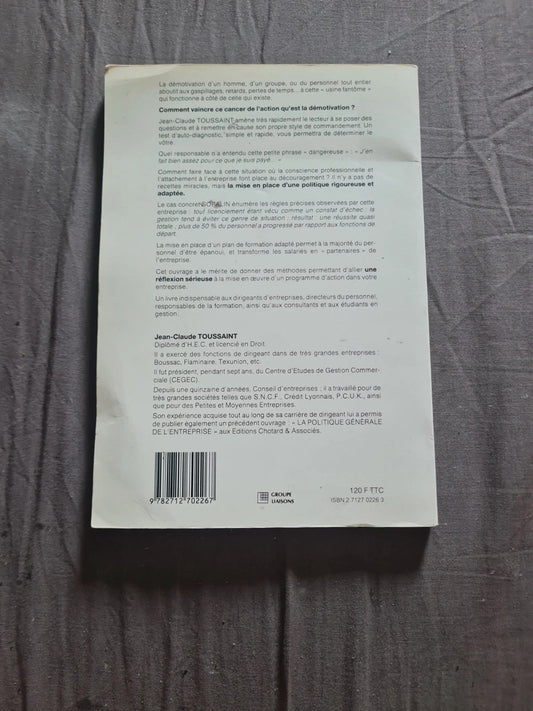 La démotivation d'un homme, d'un groupe, ou du personnel tout entier
aboutit aux gaspillages, retards, pertes de temps... à cette « usine fantôme »
qui fonctionne à côté de celle qui existe.
Comment vaincre ce cancer de l'action qu'est la démotivation ?
Jean-Claude TOUSSAINT amène très rapidement le lecteur à se poser des
questions et à remettre en cause son propre style de commandement. Un
test d'auto-diagnostic, simple et rapide, vous permettra de déterminer le
vôtre.
Quel responsable n'a entendu cette petite phrase « dangereuse » : « J'en
fait bien assez pour ce que je suis payé... »
Comment faire face à cette situation où la conscience professionnelle et
l'attachement à l'entreprise font place au découragement ? Il n'y a pas de
recettes miracles, mais la mise en place d'une politique rigoureuse et
adaptée.
Le cas concret énumère les règles précises observées par cette
entreprise : tout licenciement étant vécu comme un constat d'échec, la
gestion tend à éviter ce genre de situation ; résultat : une réussite quasi
totale ; plus de 50 % du personnel a progressé par rapport aux fonctions de
départ.
La mise en place d'un plan de formation adapté permet à la majorité du per-
sonnel d'être épanoui, et transforme les salariés en « partenaires » de
l'entreprise.
Cet ouvrage a le mérite de donner des méthodes permettant d'allier une
réflexion sérieuse à la mise en œuvre d'un programme d'action dans votre
entreprise.
Un livre indispensable aux dirigeants d'entreprises, directeurs du personnel,
responsables de la formation, ainsi qu'aux consultants et aux étudiants en
gestion.
Jean-Claude TOUSSAINT
Diplômé d'H.E.C. et licencié en Droit.
Il a exercé des fonctions de dirigeant dans de très grandes entreprises :
Boussac, Flaminaire, Texunion, etc.
Il fut président, pendant sept ans, du Centre d'Etudes de Gestion Commer-
ciale (CEGEC).
Depuis une quinzaine d'années, Conseil d'entreprises ; il a travaillé pour de
très grandes sociétés telles que S.N.C.F., Crédit Lyonnais, P.C.U.K., ainsi
que pour des Petites et Moyennes Entreprises.
Son expérience acquise tout au long de sa carrière de dirigeant lui a permis
de publier également un précédent ouvrage : « LA POLITIQUE GÉNÉRALE
DE L'ENTREPRISE » aux Editions Chotard & Associés.
9 782712 702267
GROUPE
LIAISONS
120 F TTC
ISBN 2 7127 0226 3